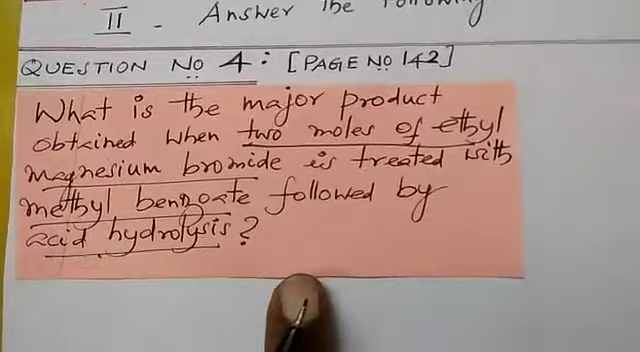 II - Answer The Following
QUESTION NO 4: [PAGE NO 142]
What is the major product
obtained when two moles of ethyl
magnesium bromide is treated with
methyl benzoate followed by
acid hydrolysis?